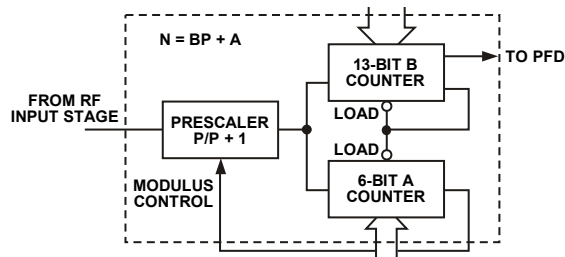 N = BP + A
13-BIT B
COUNTER
TO PFD
FROM RF
INPUT STAGE
PRESCALER
P/P + 1
LOAD
LOAD
MODULUS
CONTROL
6-BIT A
COUNTER